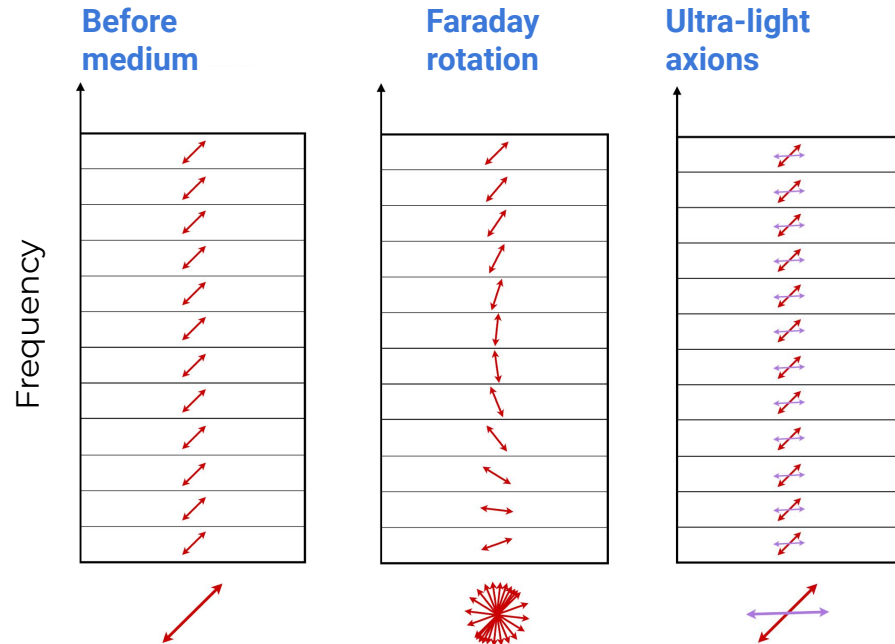 Before
medium
Faraday
rotation
Ultra-light
axions
Frequency